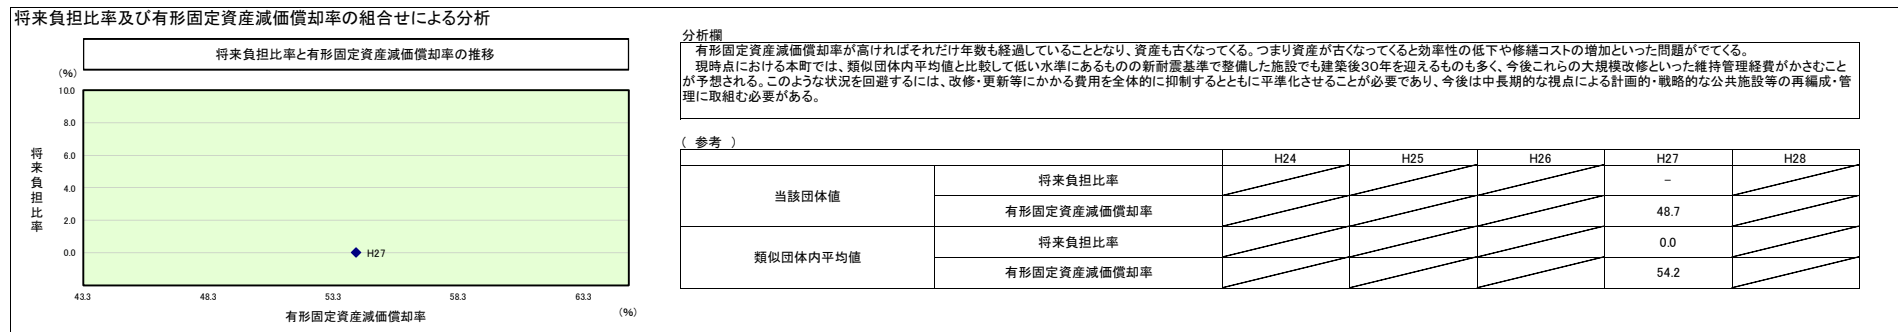 将来負担比率及び有形固定資産減価償却率の組合せによる分析
将来負担比率と有形固定資産減価償却率の推移
(%)
10.0
8.0
6.0
4.0
2.0
0.0
将来負担比率
H27
43.3 48.3 53.3 58.3 63.3
有形固定資産減価償却率
(%)
分析欄
　有形固定資産減価償却率が高ければそれだけ年数も経過していることとなり、資産も古くなってくる。つまり資産が古くなってくると効率性の低下や修繕コストの増加といった問題がでてくる。
　現時点における本町では、類似団体内平均値と比較して低い水準にあるものの新耐震基準で整備した施設でも建築後30年を迎えるものも多く、今後これらの大規模改修といった維持管理経費がかさむこと
が予想される。このような状況を回避するには、改修・更新等にかかる費用を全体的に抑制するとともに平準化させることが必要であり、今後は中長期的な視点による計画的・戦略的な公共施設等の再編成・管
理に取組む必要がある。
（　参考　）
H24 H25 H26 H27 H28
当該団体値
将来負担比率 －
有形固定資産減価償却率 48.7
類似団体内平均値
将来負担比率 0.0
有形固定資産減価償却率 54.2